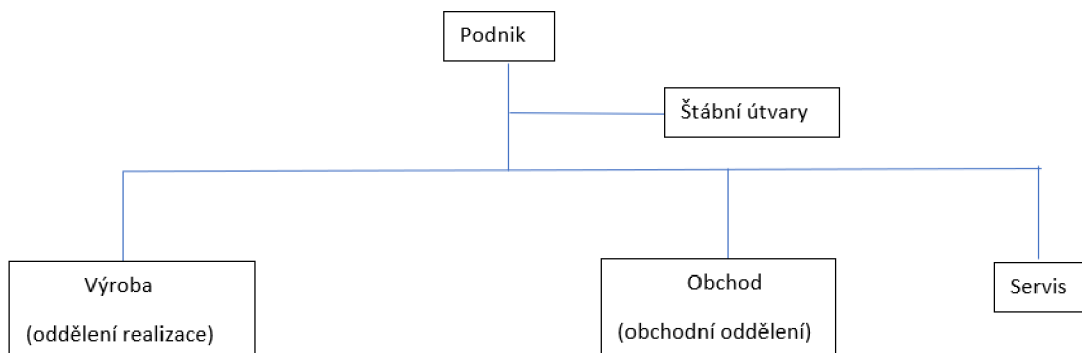 Podnik
Štábní útvary
Výroba
(oddělení realizace)
Obchod
(obchodní oddělení)
Servis